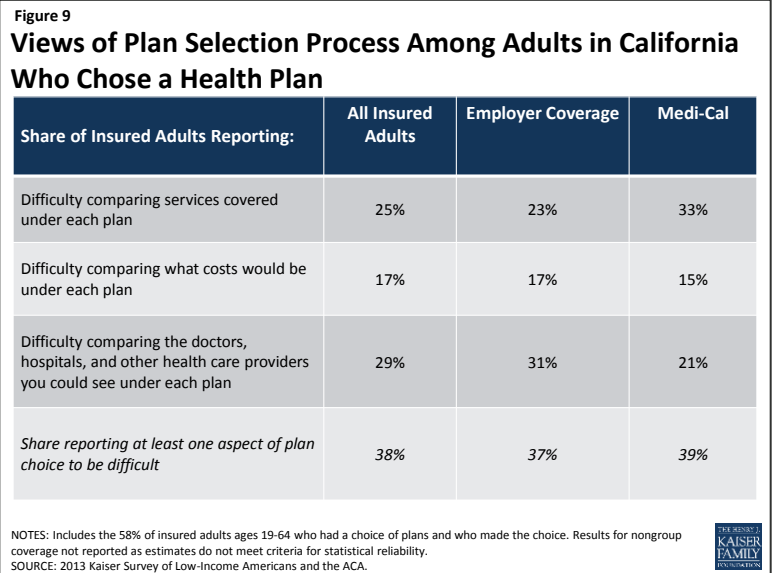 Figure 9
Views of Plan Selection Process Among Adults in California
Who Chose a Health Plan
Share of Insured Adults Reporting:
All Insured
Adults
Employer Coverage
Medi-Cal
Difficulty comparing services covered
under each plan
25%
23%
33%
Difficulty comparing what costs would be
under each plan
17%
17%
15%
Difficulty comparing the doctors,
hospitals, and other health care providers
you could see under each plan
29%
31%
21%
Share reporting at least one aspect of plan
choice to be difficult
38%
37%
39%
NOTES: Includes the 58% of insured adults ages 19-64 who had a choice of plans and who made the choice. Results for nongroup
coverage not reported as estimates do not meet criteria for statistical reliability.
SOURCE: 2013 Kaiser Survey of Low-Income Americans and the ACA.
THE HENRY J.
KAISER
FAMILY
FOUNDATION